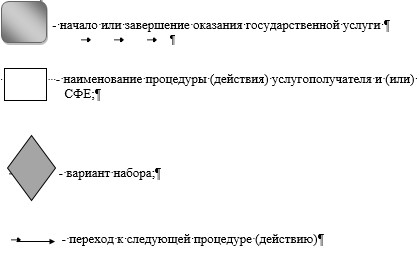 - начало или завершение оказания государственной услуги ¶
¶
- наименование процедуры (действия) услугополучателя и (или)
СФЕ;¶
- вариант набора;¶
- переход к следующей процедуре (действию)¶